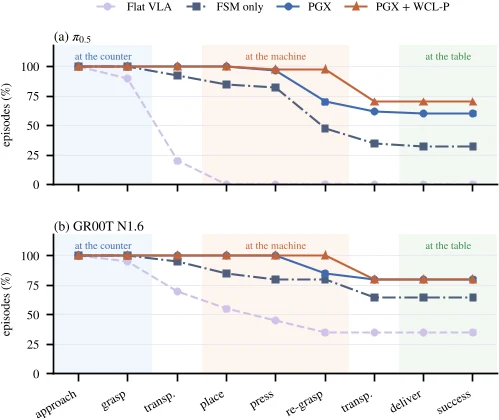 Flat VLA FSM only PGX PGX + WCL-P
(a) π0.5
at the counter at the machine at the table
episodes (%)
100
75
50
25
0
(b) GR00T N1.6
at the counter at the machine at the table
episodes (%)
100
75
50
25
0
approach grasp transp. place press re-grasp transp. deliver success